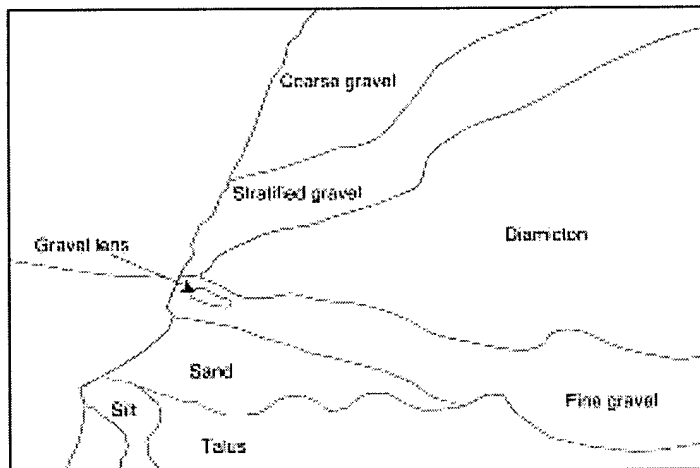 Coarse gravel
Stratified gravel
Gravel lens
Diamicton
Sand
Silt
Fine gravel
Talus